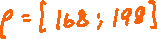 ρ = [ 168 ; 198 ]